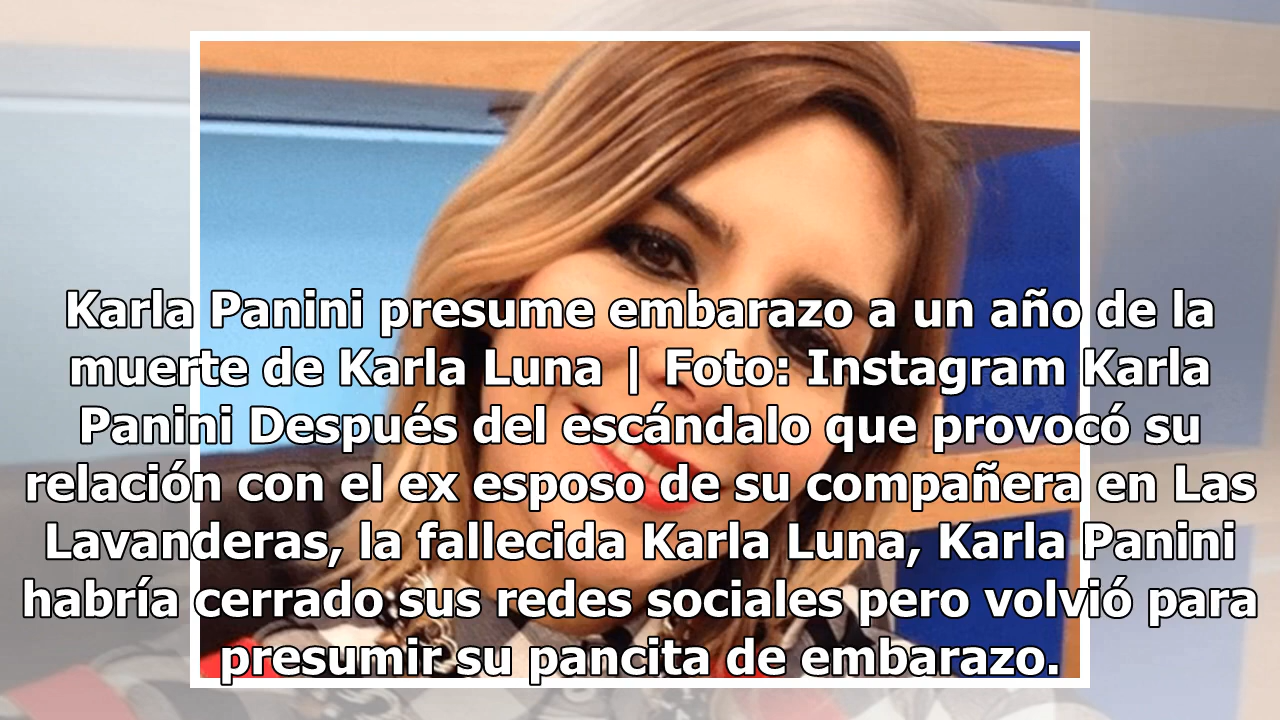 Karla Panini presume embarazo a un año de la
muerte de Karla Luna | Foto: Instagram Karla
Panini Después del escándalo que provocó su
relación con el ex esposo de su compañera en Las
Lavanderas, la fallecida Karla Luna, Karla Panini
habría cerrado sus redes sociales pero volvió para
presumir su pancita de embarazo.